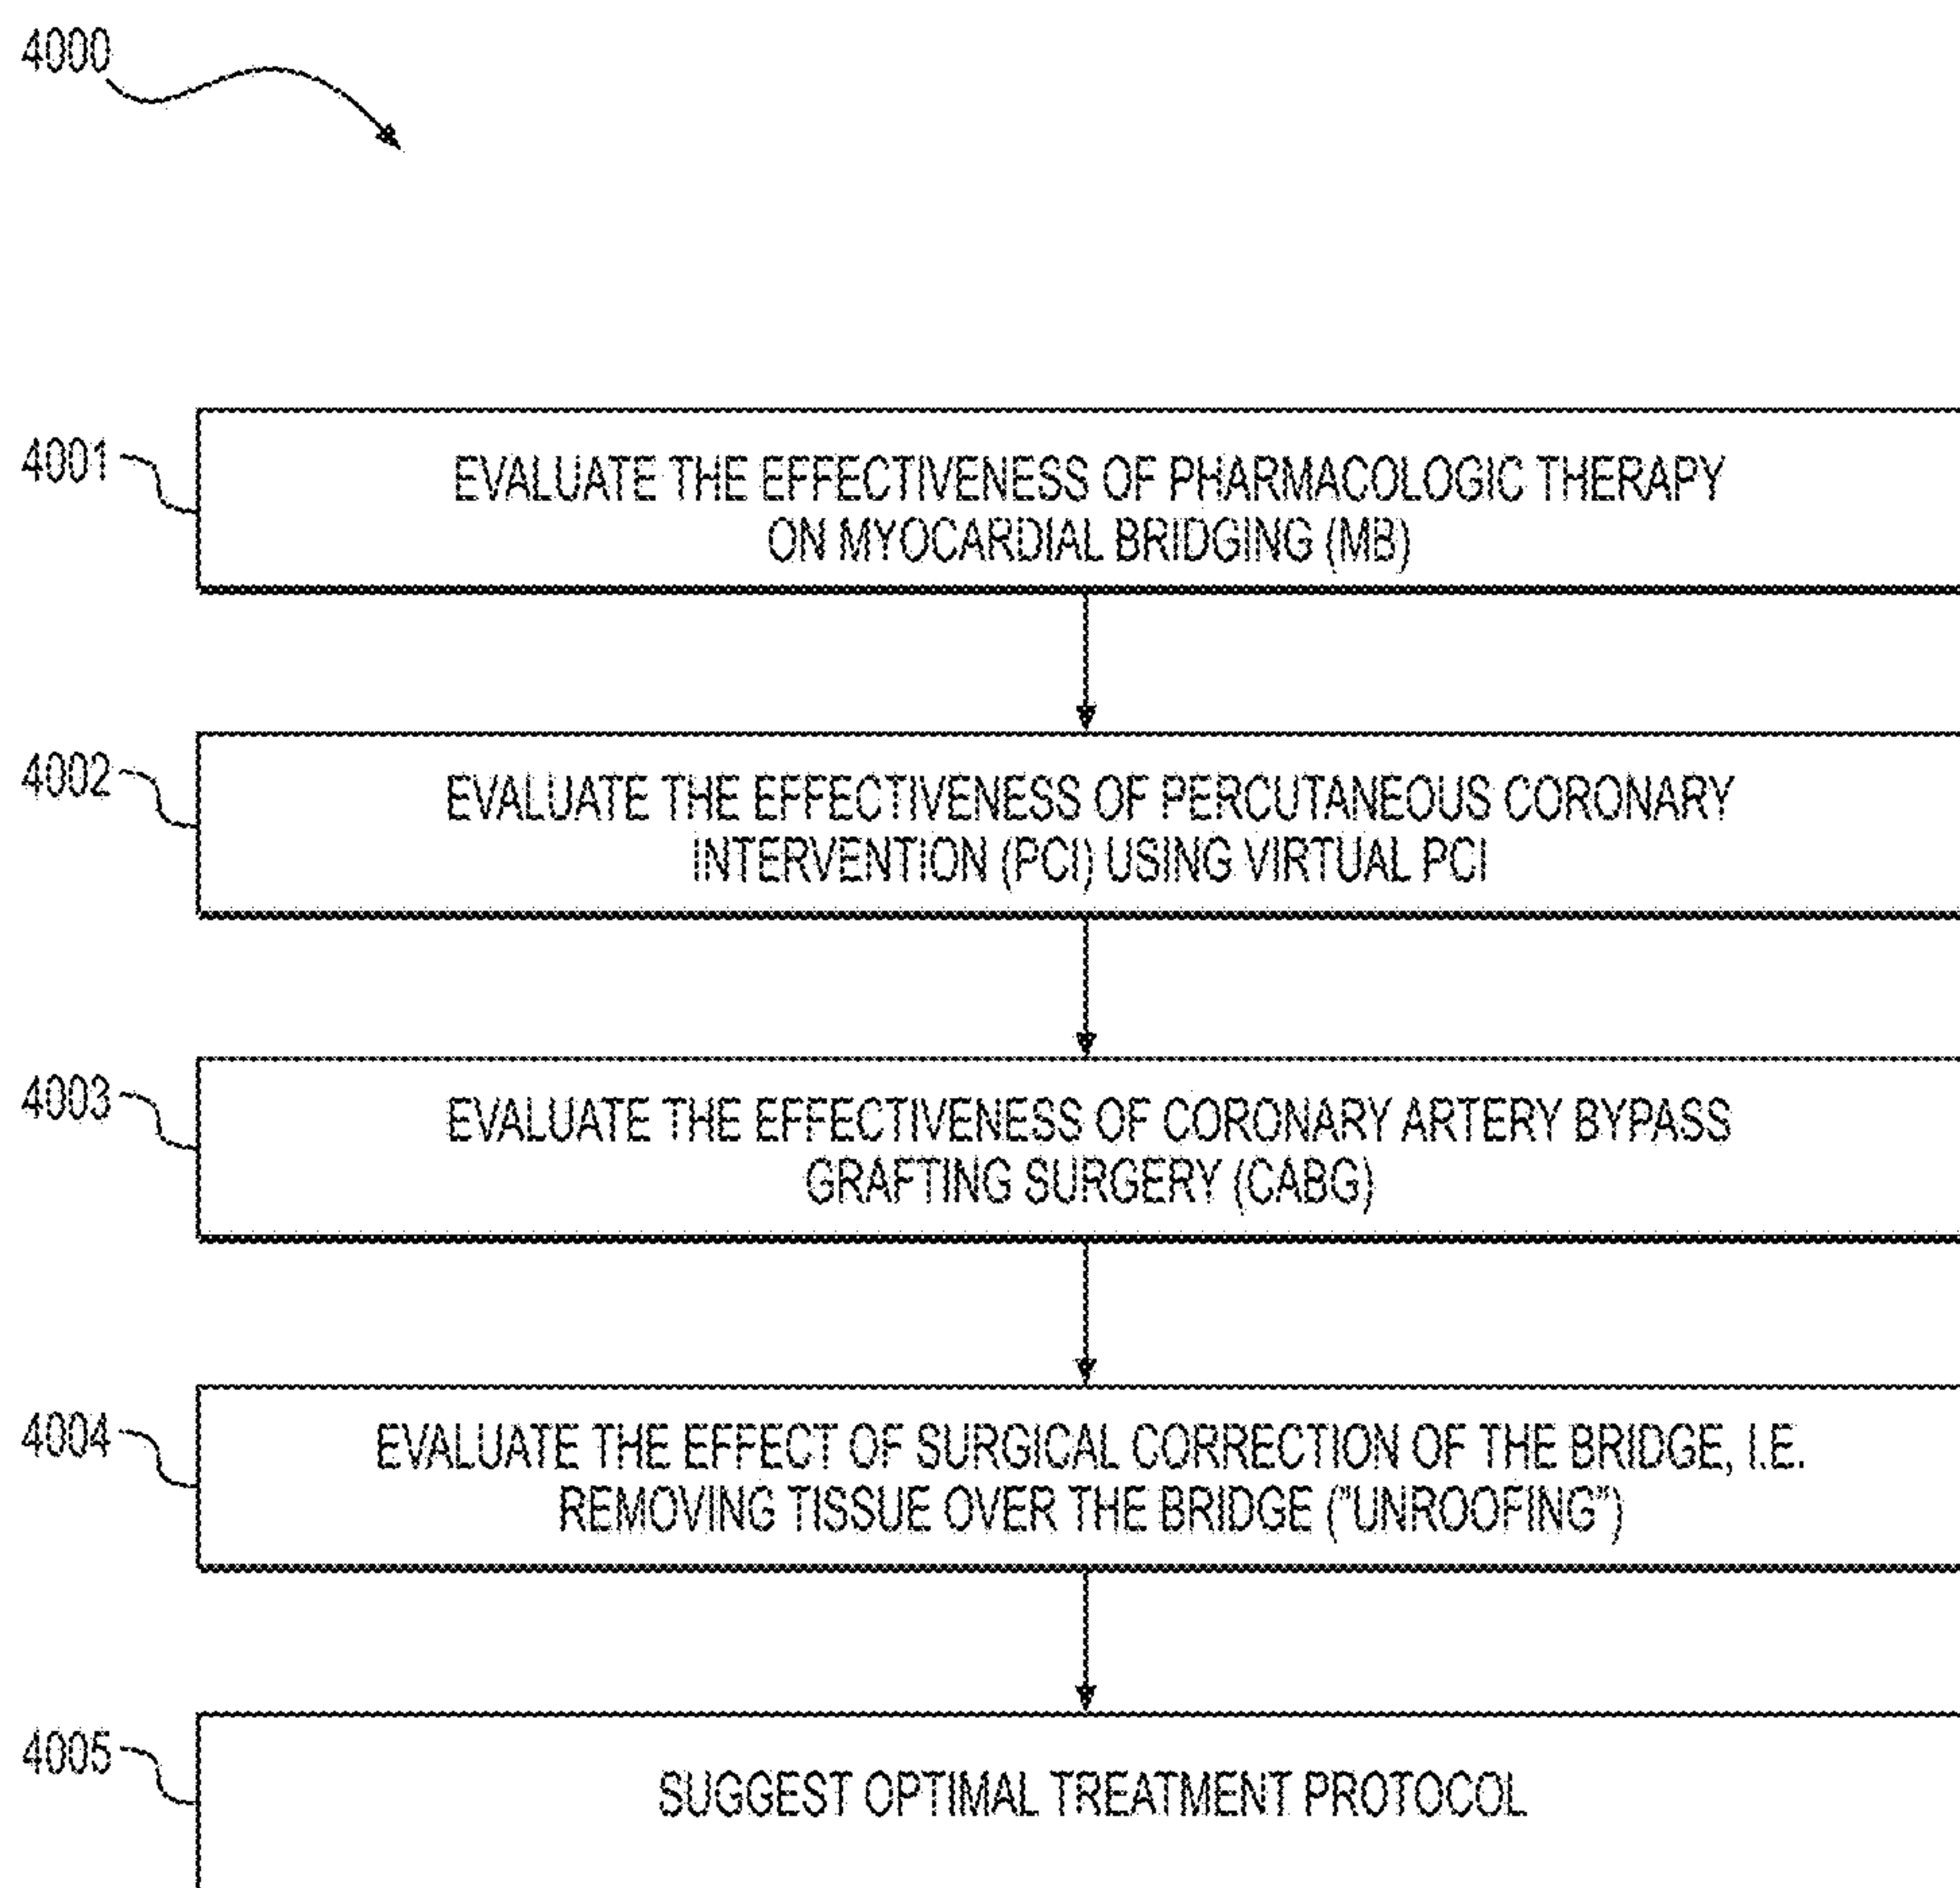 4000
4001
EVALUATE THE EFFECTIVENESS OF PHARMACOLOGIC THERAPY
ON MYOCARDIAL BRIDGING (MB)
4002
EVALUATE THE EFFECTIVENESS OF PERCUTANEOUS CORONARY
INTERVENTION (PCI) USING VIRTUAL PCI
4003
EVALUATE THE EFFECTIVENESS OF CORONARY ARTERY BYPASS
GRAFTING SURGERY (CABG)
4004
EVALUATE THE EFFECT OF SURGICAL CORRECTION OF THE BRIDGE, I.E.
REMOVING TISSUE OVER THE BRIDGE ("UNROOFING")
4005
SUGGEST OPTIMAL TREATMENT PROTOCOL